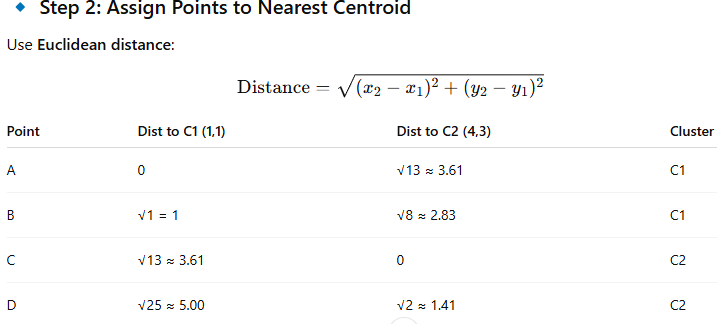 Step 2: Assign Points to Nearest Centroid
Use Euclidean distance:
Distance = √(x₂ − x₁)² + (y₂ − y₁)²
Point Dist to C1 (1,1) Dist to C2 (4,3) Cluster
A 0 √13 ≈ 3.61 C1
B √1 = 1 √8 ≈ 2.83 C1
C √13 ≈ 3.61 0 C2
D √25 ≈ 5.00 √2 ≈ 1.41 C2